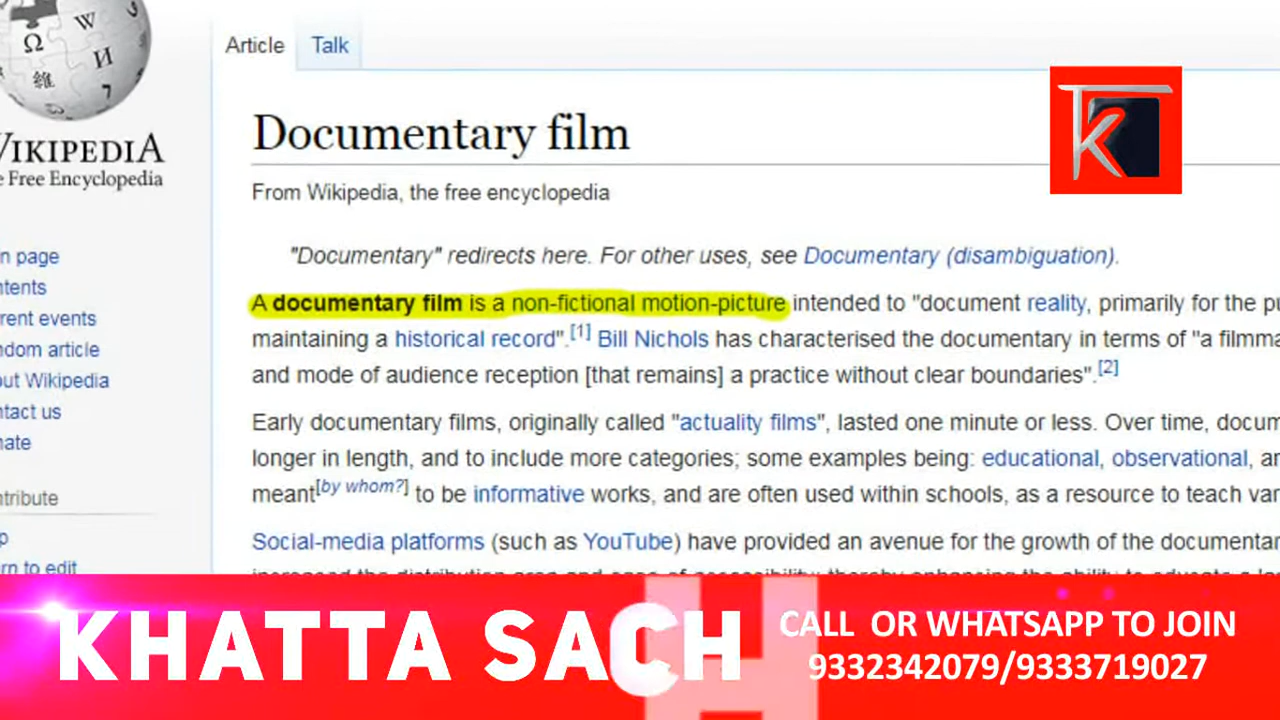 Article Talk
WIKIPEDIA
The Free Encyclopedia
Documentary film
From Wikipedia, the free encyclopedia
"Documentary" redirects here. For other uses, see Documentary (disambiguation).
A documentary film is a non-fictional motion-picture intended to "document reality, primarily for the
maintaining a historical record".[1] Bill Nichols has characterised the documentary in terms of "a
and mode of audience reception [that remains] a practice without clear boundaries".[2]
Early documentary films, originally called "actuality films", lasted one minute or less. Over time,
longer in length, and to include more categories; some examples being: educational, observational,
meant[by whom?] to be informative works, and are often used within schools, as a resource to teach
Social-media platforms (such as YouTube) have provided an avenue for the growth of the
n page
ntents
rent events
ndom article
out Wikipedia
ntact us
nate
ntribute
p
rn to edit
K
KHATTA SACH
CALL OR WHATSAPP TO JOIN
9332342079/9333719027